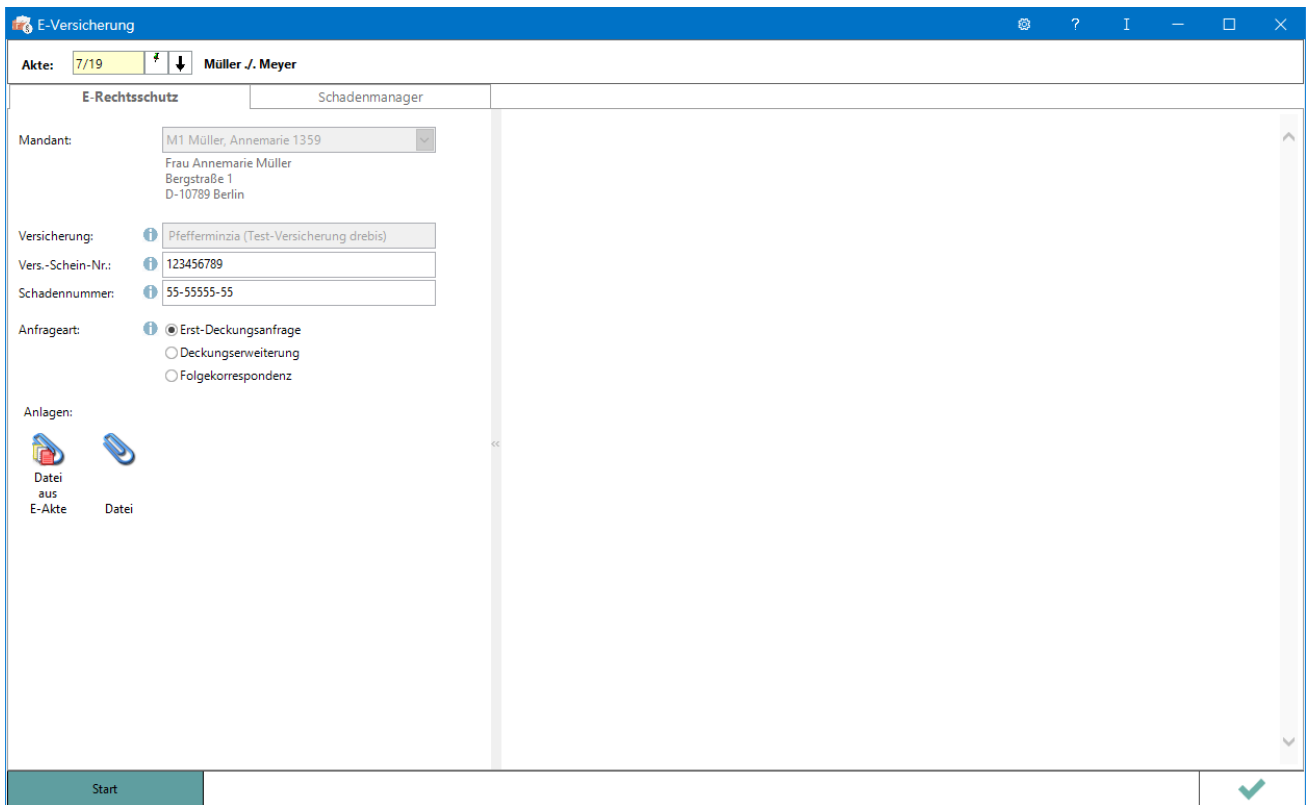 E-Versicherung
Akte: 7/19 Müller ./. Meyer
E-Rechtsschutz Schadenmanager
Mandant: M1 Müller, Annemarie 1359
Frau Annemarie Müller
Bergstraße 1
D-10789 Berlin
Versicherung: Pfefferminzia (Test-Versicherung drebis)
Vers.-Schein-Nr.: 123456789
Schadennummer: 55-55555-55
Anfrageart: Erst-Deckungsanfrage
Deckungserweiterung
Folgekorrespondenz
Anlagen:
Datei
aus
E-Akte Datei
Start